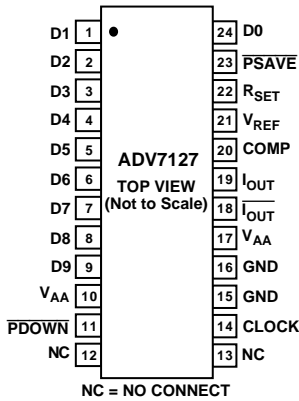 D1 1 24 D0
D2 2 23 PSAVE
D3 3 22 RSET
D4 4 21 VREF
D5 5 20 COMP
ADV7127
D6 6 19 IOUT
TOP VIEW
D7 7 18 IOUT
(Not to Scale)
D8 8 17 VAA
D9 9 16 GND
VAA 10 15 GND
PDOWN 11 14 CLOCK
NC 12 13 NC
NC = NO CONNECT